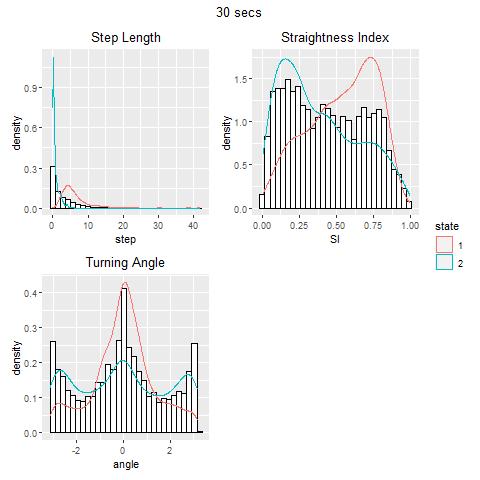 30 secs
Step Length
Straightness Index
density
0.9
0.6
0.3
0.0
0
10
20
30
40
step
density
1.5
1.0
0.5
0.0
0.00
0.25
0.50
0.75
1.00
SI
state
1
2
Turning Angle
density
0.4
0.3
0.2
0.1
0.0
-2
0
2
angle